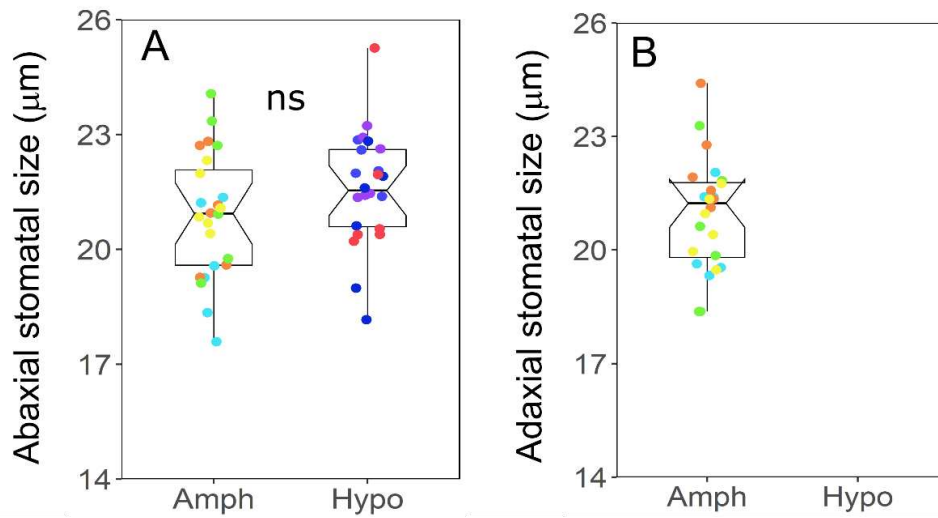 Abaxial stomatal size (μm)
26
23
20
17
14
A
ns
Amph
Hypo
Adaxial stomatal size (μm)
26
23
20
17
14
B
Amph
Hypo